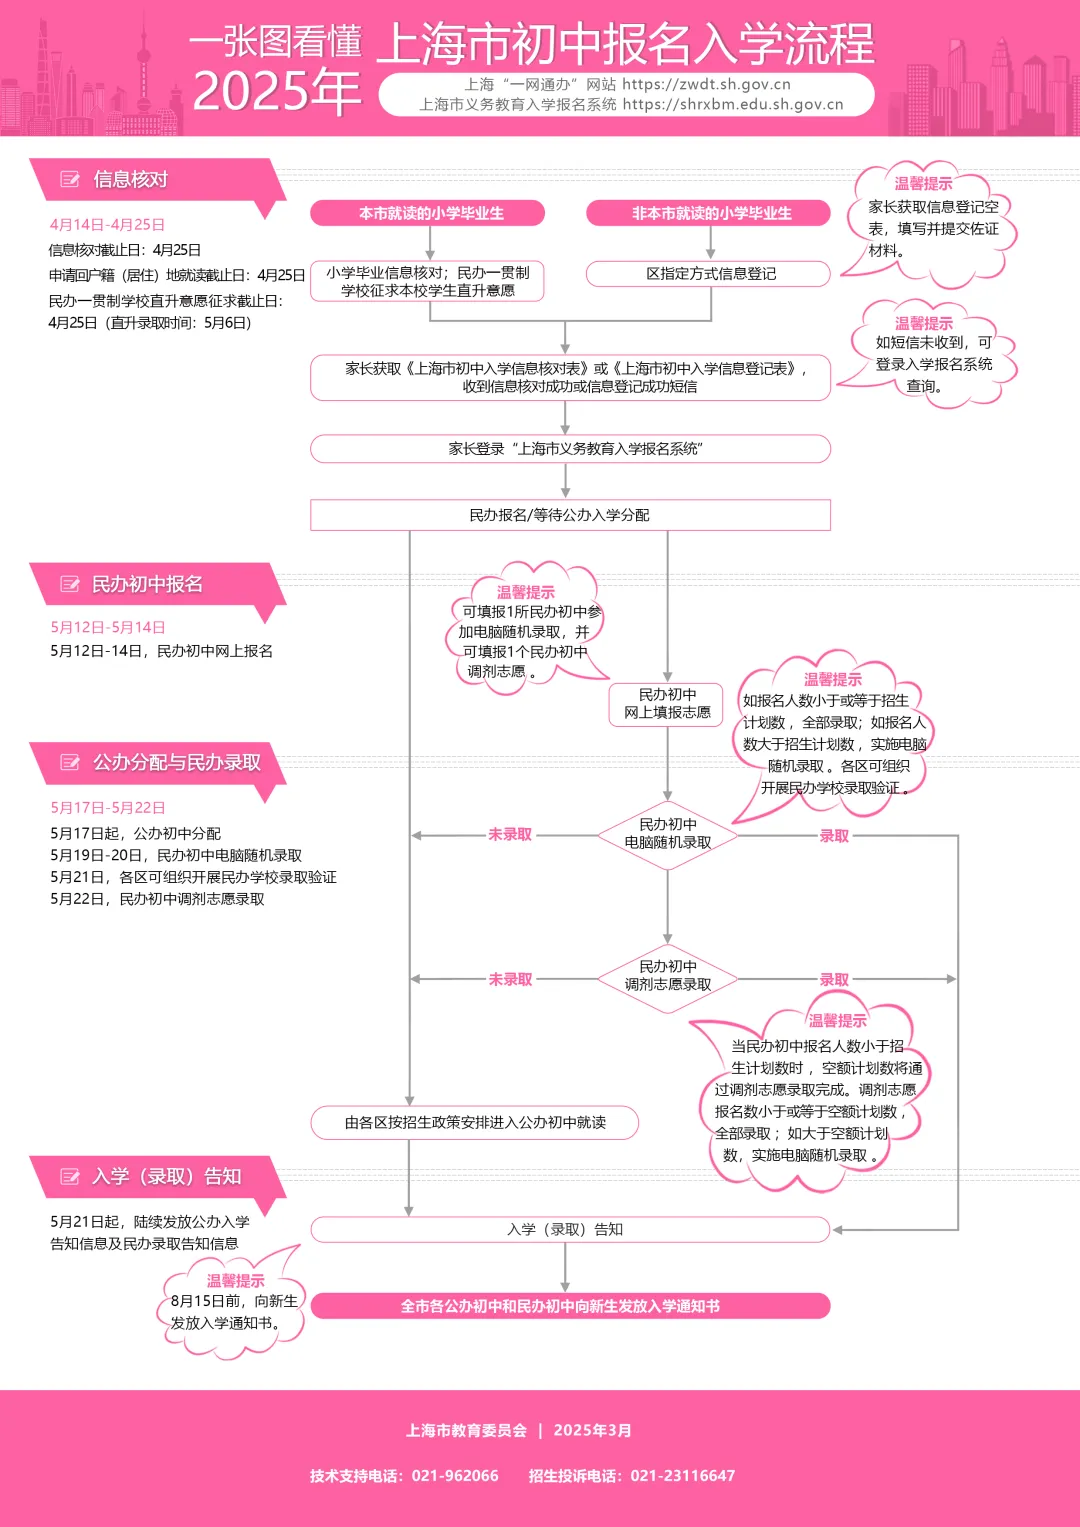 一张图看懂
2025年
上海市初中报名入学流程
上海“一网通办”网站 https://zwdt.sh.gov.cn
上海市义务教育入学报名系统 https://shrxbm.edu.sh.gov.cn
信息核对
4月14日-4月25日
信息核对截止日：4月25日
申请回户籍（居住）地就读截止日：4月25日
民办一贯制学校直升意愿征求截止日：
4月25日（直升录取时间：5月6日）
本市就读的小学毕业生
非本市就读的小学毕业生
小学毕业信息核对；民办一贯制
学校征求本校学生直升意愿
区指定方式信息登记
温馨提示
家长获取信息登记空
表，填写并提交佐证
材料。
家长获取《上海市初中入学信息核对表》或《上海市初中入学信息登记表》，
收到信息核对成功或信息登记成功短信
温馨提示
如短信未收到，可
登录入学报名系统
查询。
家长登录“上海市义务教育入学报名系统”
民办报名/等待公办入学分配
民办初中报名
5月12日-5月14日
5月12日-14日，民办初中网上报名
温馨提示
可填报1所民办初中参
加电脑随机录取，并
可填报1个民办初中
调剂志愿 。
民办初中
网上填报志愿
温馨提示
如报名人数小于或等于招生
计划数 ，全部录取；如报名人
数大于招生计划数 ，实施电脑
随机录取 。各区可组织
开展民办学校录取验证 。
公办分配与民办录取
5月17日-5月22日
5月17日起，公办初中分配
5月19日-20日，民办初中电脑随机录取
5月21日，各区可组织开展民办学校录取验证
5月22日，民办初中调剂志愿录取
未录取
民办初中
电脑随机录取
录取
未录取
民办初中
调剂志愿录取
录取
温馨提示
当民办初中报名人数小于招
生计划数时 ，空额计划数将通
过调剂志愿录取完成。调剂志愿
报名数小于或等于空额计划数 ，
全部录取 ；如大于空额计划
数，实施电脑随机录取 。
由各区按招生政策安排进入公办初中就读
入学（录取）告知
5月21日起，陆续发放公办入学
告知信息及民办录取告知信息
入学（录取）告知
温馨提示
8月15日前，向新生
发放入学通知书。
全市各公办初中和民办初中向新生发放入学通知书
上海市教育委员会 | 2025年3月
技术支持电话：021-962066 招生投诉电话：021-23116647